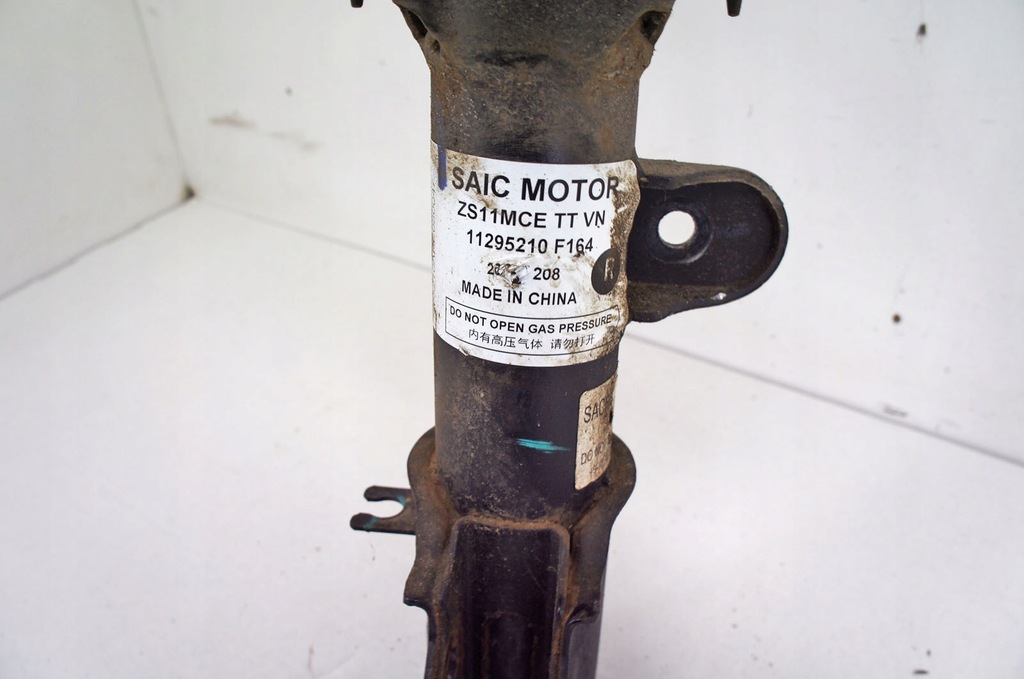 SAIC MOTOR
ZS11MCE TT VN
11295210 F164
208
R
MADE IN CHINA
DO NOT OPEN GAS PRESSURE
内有高压气体 请勿打开
DO